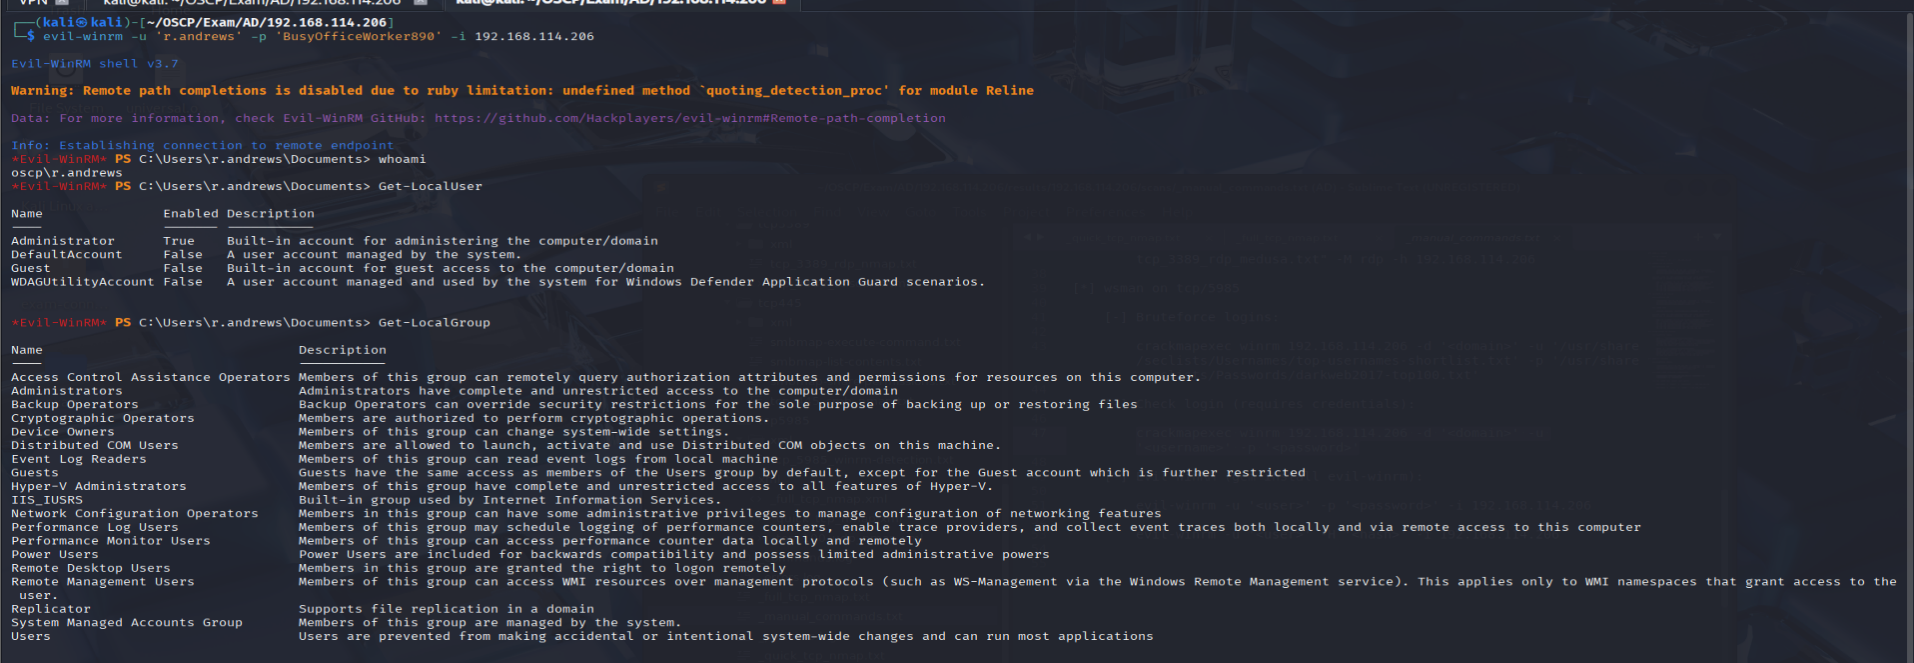 VPN
kali@kali: ~/OSCP/Exam/AD/192.168.114.206
kali@kali: ~/OSCP/Exam/AD/192.168.114.206
(kali㉿kali)-[~/OSCP/Exam/AD/192.168.114.206]
$ evil-winrm -u 'r.andrews' -p 'BusyOfficeWorker890' -i 192.168.114.206
Evil-WinRM shell v3.7
Warning: Remote path completions is disabled due to ruby limitation: undefined method `quoting_detection_proc' for module Reline
Data: For more information, check Evil-WinRM GitHub: https://github.com/Hackplayers/evil-winrm#Remote-path-completion
Info: Establishing connection to remote endpoint
*Evil-WinRM* PS C:\Users\r.andrews\Documents> whoami
oscp\r.andrews
*Evil-WinRM* PS C:\Users\r.andrews\Documents> Get-LocalUser
Name Enabled Description
Administrator True Built-in account for administering the computer/domain
DefaultAccount False A user account managed by the system.
Guest False Built-in account for guest access to the computer/domain
WDAGUtilityAccount False A user account managed and used by the system for Windows Defender Application Guard scenarios.
*Evil-WinRM* PS C:\Users\r.andrews\Documents> Get-LocalGroup
Name Description
Access Control Assistance Operators Members of this group can remotely query authorization attributes and permissions for resources on this computer.
Administrators Administrators have complete and unrestricted access to the computer/domain
Backup Operators Backup Operators can override security restrictions for the sole purpose of backing up or restoring files
Cryptographic Operators Members are authorized to perform cryptographic operations.
Device Owners Members of this group can change system-wide settings.
Distributed COM Users Members are allowed to launch, activate and use Distributed COM objects on this machine.
Event Log Readers Members of this group can read event logs from local machine
Guests Guests have the same access as members of the Users group by default, except for the Guest account which is further restricted
Hyper-V Administrators Members of this group have complete and unrestricted access to all features of Hyper-V.
IIS_IUSRS Built-in group used by Internet Information Services.
Network Configuration Operators Members in this group can have some administrative privileges to manage configuration of networking features
Performance Log Users Members of this group may schedule logging of performance counters, enable trace providers, and collect event traces both locally and via remote access to this computer
Performance Monitor Users Members of this group can access performance counter data locally and remotely
Power Users Power Users are included for backwards compatibility and possess limited administrative powers
Remote Desktop Users Members in this group are granted the right to logon remotely
Remote Management Users Members of this group can access WMI resources over management protocols (such as WS-Management via the Windows Remote Management service). This applies only to WMI namespaces that grant access to the
user.
Replicator Supports file replication in a domain
System Managed Accounts Group Members of this group are managed by the system.
Users Users are prevented from making accidental or intentional system-wide changes and can run most applications